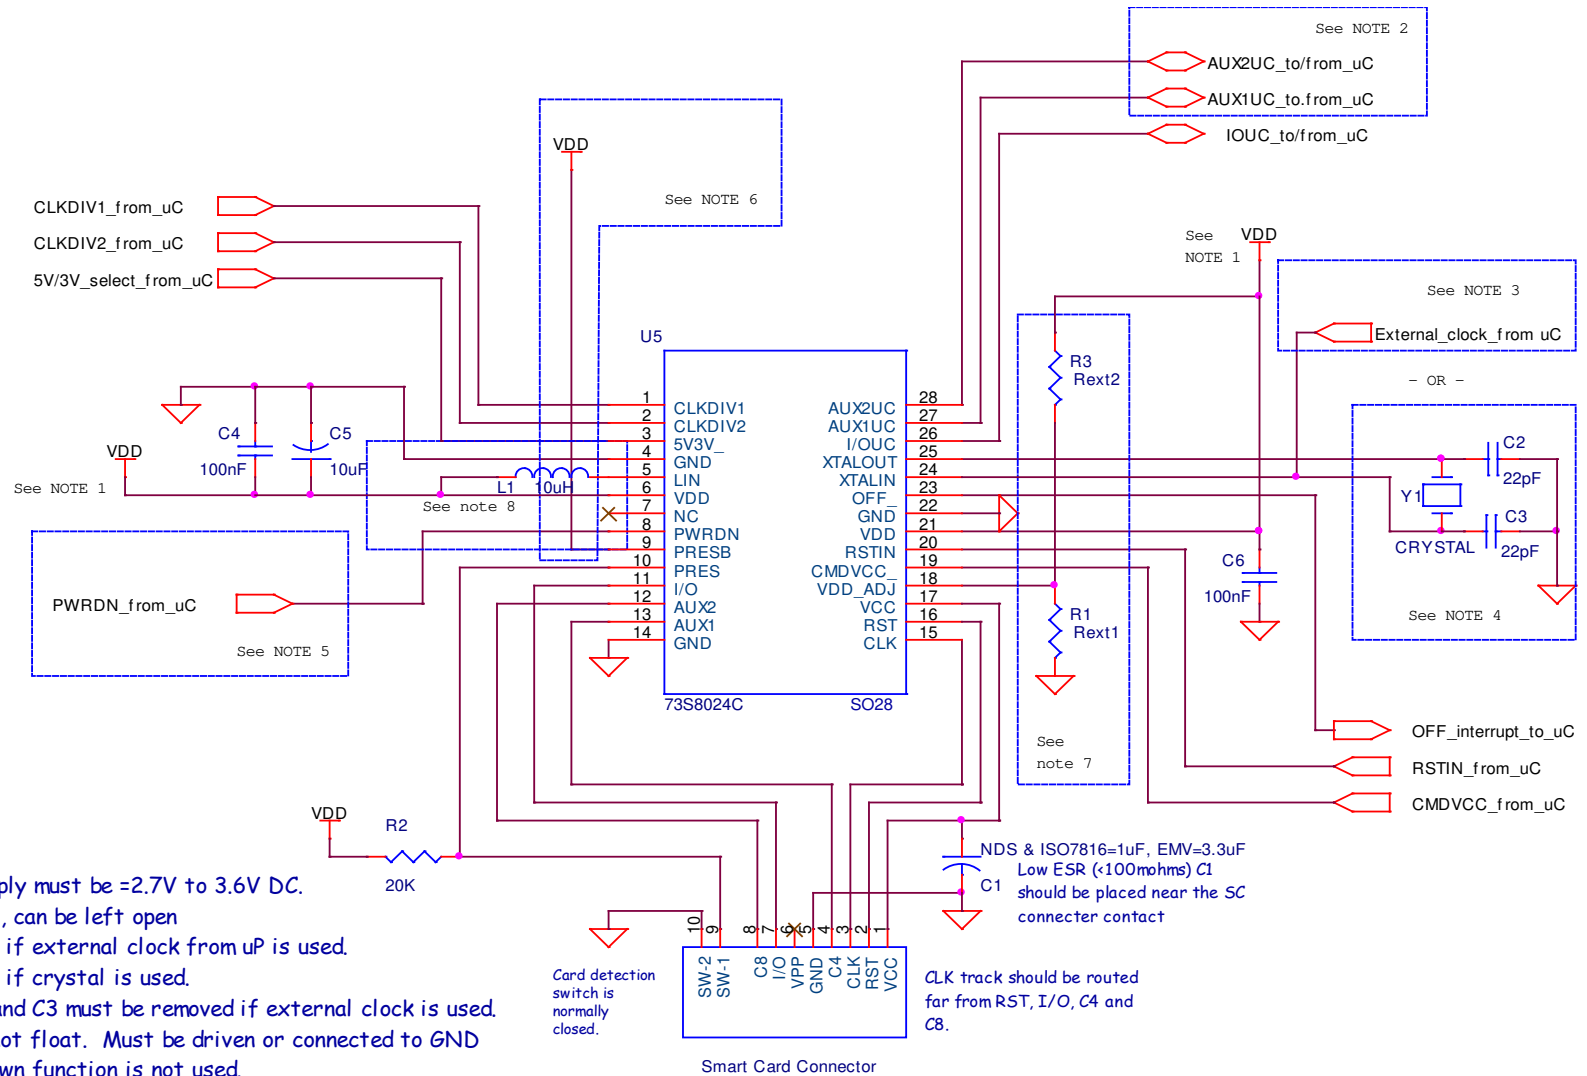 See NOTE 2
AUX2UC_to/from_uC
AUX1UC_to.from_uC
IOUC_to/from_uC
VDD
See NOTE 6
CLKDIV1_from_uC
CLKDIV2_from_uC
5V/3V_select_from_uC
See
NOTE 1
VDD
See NOTE 3
External_clock_from uC
- OR -
U5
R3
Rext2
C4
100nF
C5
10uF
VDD
See NOTE 1
L1 10uH
See note 8
1 CLKDIV1
2 CLKDIV2
3 5V3V_
4 GND
5 LIN
6 VDD
7 NC
8 PWRDN
9 PRESB
10 PRES
11 I/O
12 AUX2
13 AUX1
14 GND
AUX2UC 28
AUX1UC 27
I/OUC 26
XTALOUT 25
XTALIN 24
OFF_ 23
GND 22
VDD 21
RSTIN 20
CMDVCC_ 19
VDD_ADJ 18
VCC 17
RST 16
CLK 15
73S8024C
SO28
C2
22pF
Y1
C3
22pF
CRYSTAL
See NOTE 4
C6
100nF
PWRDN_from_uC
See NOTE 5
R1
Rext1
See
note 7
OFF_interrupt_to_uC
RSTIN_from_uC
CMDVCC_from_uC
VDD
R2
20K
NDS & ISO7816=1uF, EMV=3.3uF
Low ESR (<100mohms) C1
should be placed near the SC
connecter contact
C1
ply must be =2.7V to 3.6V DC.
, can be left open
if external clock from uP is used.
if crystal is used.
and C3 must be removed if external clock is used.
ot float. Must be driven or connected to GND
wn function is not used.
Card detection
switch is
normally
closed.
10 9 8 7 6 5 4 3 2 1
SW-2 SW-1 C8 I/O VPP GND C4 CLK RST VCC
CLK track should be routed
far from RST, I/O, C4 and
C8.
Smart Card Connector